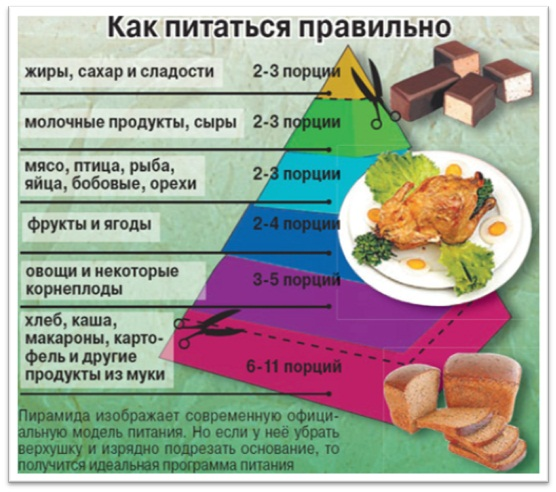 Как питаться правильно
жиры, сахар и сладости 2-3 порции
молочные продукты, сыры 2-3 порции
мясо, птица, рыба,
яйца, бобовые, орехи 2-3 порции
фрукты и ягоды 2-4 порции
овощи и некоторые
корнеплоды 3-5 порций
хлеб, каша,
макароны, карто-
фель и другие
продукты из муки 6-11 порций
Пирамида изображает современную офици-
альную модель питания. Но если у неё убрать
верхушку и изрядно подрезать основание, то
получится идеальная программа питания